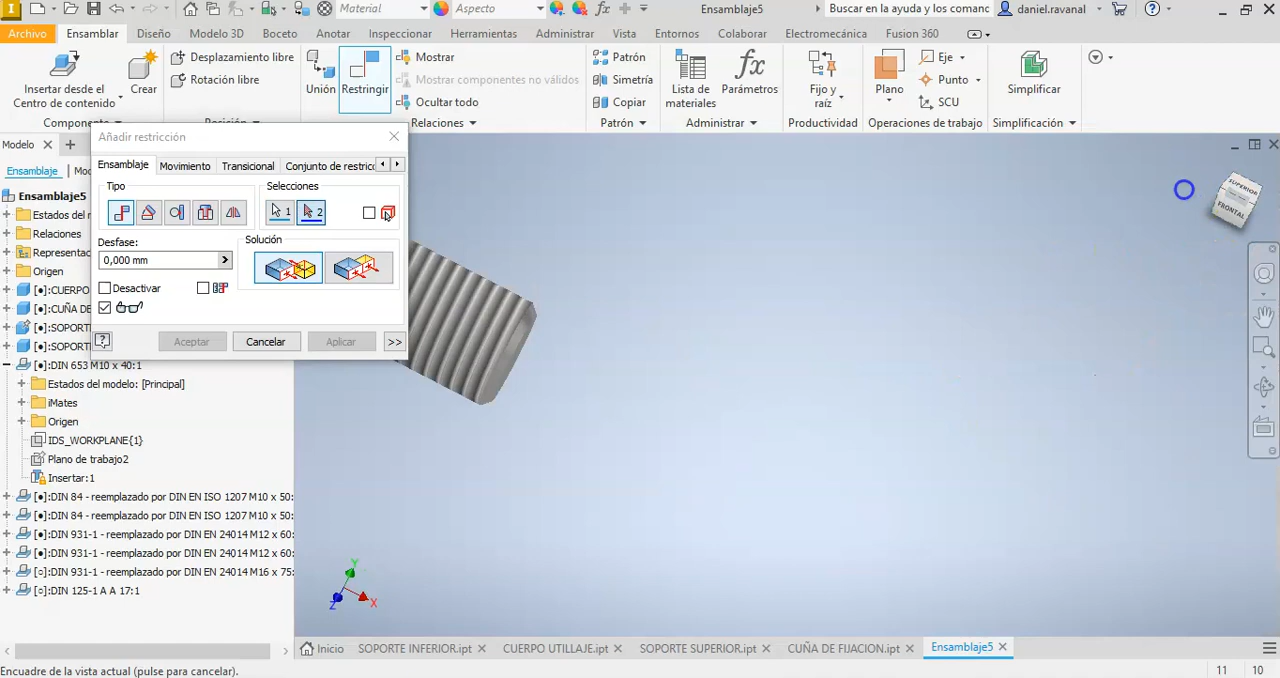 Material
Aspecto
Ensamblaje5
Buscar en la ayuda y los comanc
daniel.ravanal
Archivo Ensamblar Diseño Modelo 3D Boceto Anotar Inspeccionar Herramientas Administrar Vista Entornos Colaborar Electromecánica Fusion 360
Insertar desde el
Centro de contenido
Crear
Desplazamiento libre
Rotación libre
Unión
Restringir
Mostrar
Mostrar componentes no válidos
Ocultar todo
Patrón
Simetría
Copiar
Lista de
materiales
Parámetros
Fijo y
raíz
Plano
Eje
Punto
SCU
Simplificar
Relaciones
Patrón
Administrar
Productividad
Operaciones de trabajo
Simplificación
Modelo
Ensamblaje
Ensamblaje5
Estados del
Relaciones
Representac
Origen
CUERPO
CUÑA DE
SOPORTE
SOPORT
DIN 653 M10 x 40:1
Estados del modelo: [Principal]
iMates
Origen
IDS_WORKPLANE{1}
Plano de trabajo2
Insertar:1
[●]:DIN 84 - reemplazado por DIN EN ISO 1207 M10 x 50:
[●]:DIN 84 - reemplazado por DIN EN ISO 1207 M10 x 50:
[●]:DIN 931-1 - reemplazado por DIN EN 24014 M12 x 60:
[●]:DIN 931-1 - reemplazado por DIN EN 24014 M12 x 60:
[○]:DIN 931-1 - reemplazado por DIN EN 24014 M16 x 75:
[○]:DIN 125-1 A A 17:1
Añadir restricción
Ensamblaje Movimiento Transicional Conjunto de restricc
Tipo
Selecciones
1
2
Desfase:
0,000 mm
Solución
Desactivar
Aceptar
Cancelar
Aplicar
>>
SUPERIOR
FRONTAL
Y
Z
X
Inicio SOPORTE INFERIOR.ipt CUERPO UTILLAJE.ipt SOPORTE SUPERIOR.ipt CUÑA DE FIJACION.ipt Ensamblaje5
Encuadre de la vista actual (pulse para cancelar).
11 10